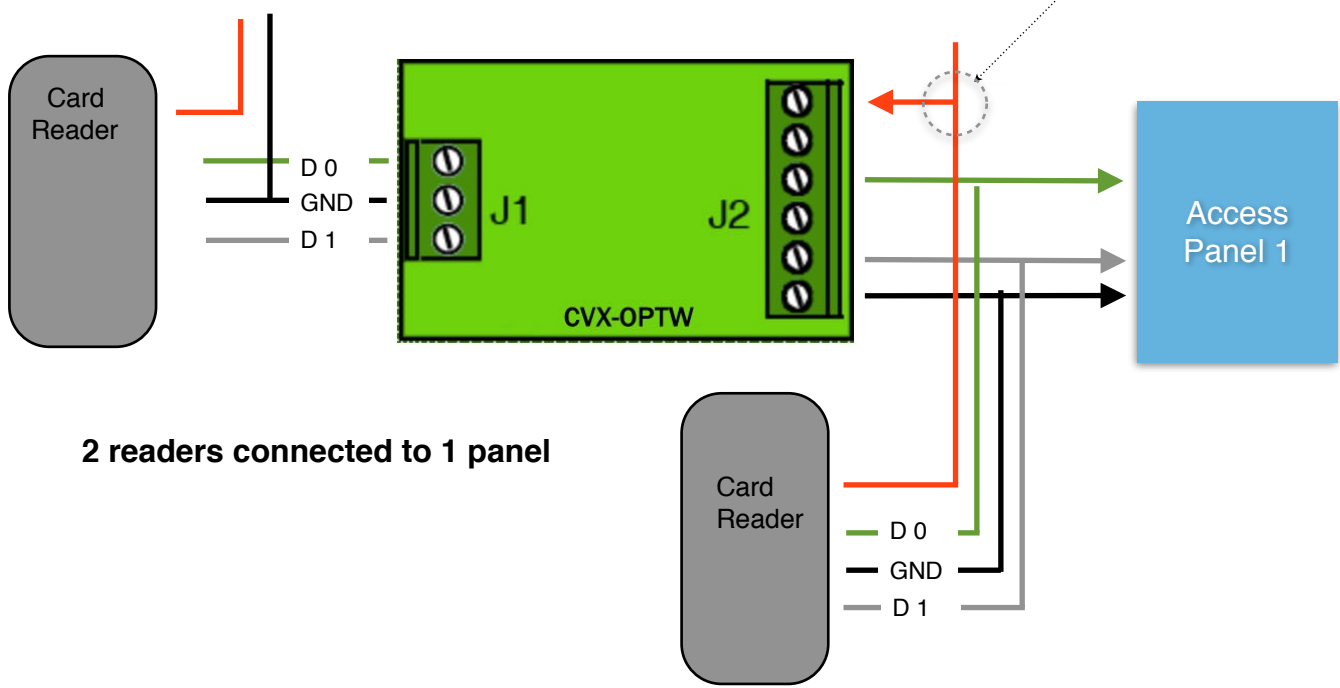 Card
Reader
D 0
GND
D 1
J1
J2
CVX-OPTW
Access
Panel 1
2 readers connected to 1 panel
Card
Reader
D 0
GND
D 1